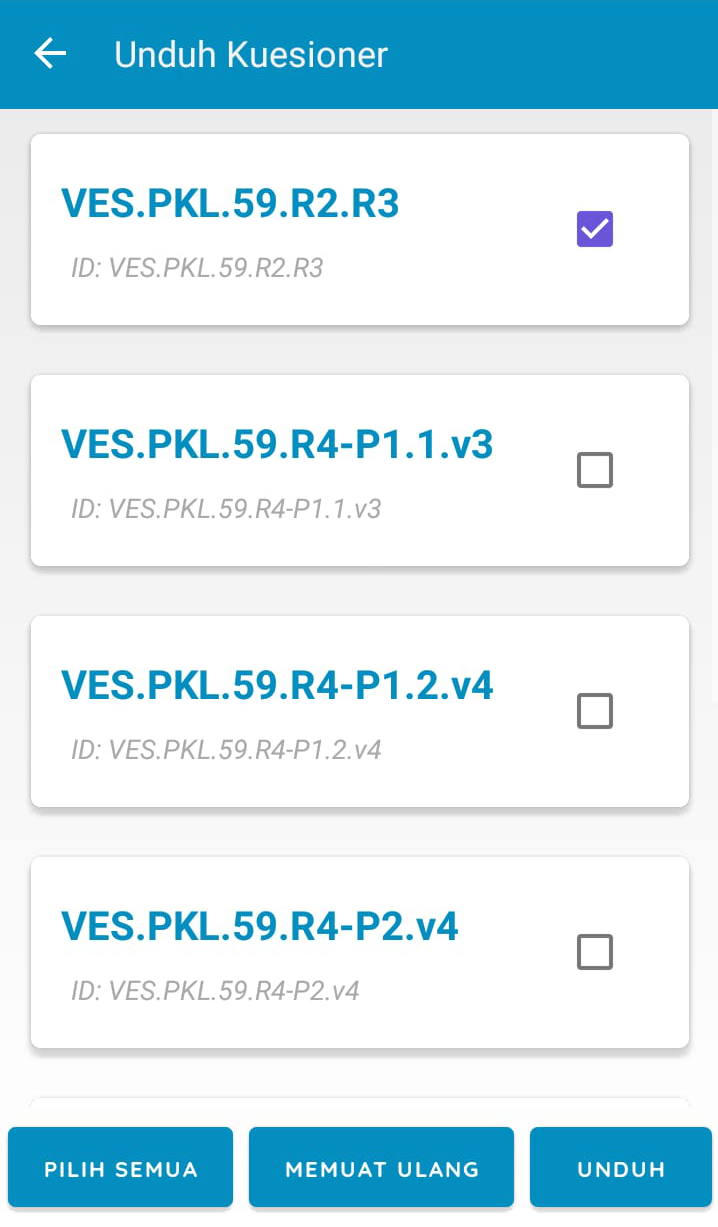 Unduh Kuesioner
VES.PKL.59.R2.R3
ID: VES.PKL.59.R2.R3
VES.PKL.59.R4-P1.1.v3
ID: VES.PKL.59.R4-P1.1.v3
VES.PKL.59.R4-P1.2.v4
ID: VES.PKL.59.R4-P1.2.v4
VES.PKL.59.R4-P2.v4
ID: VES.PKL.59.R4-P2.v4
PILIH SEMUA
MEMUAT ULANG
UNDUH